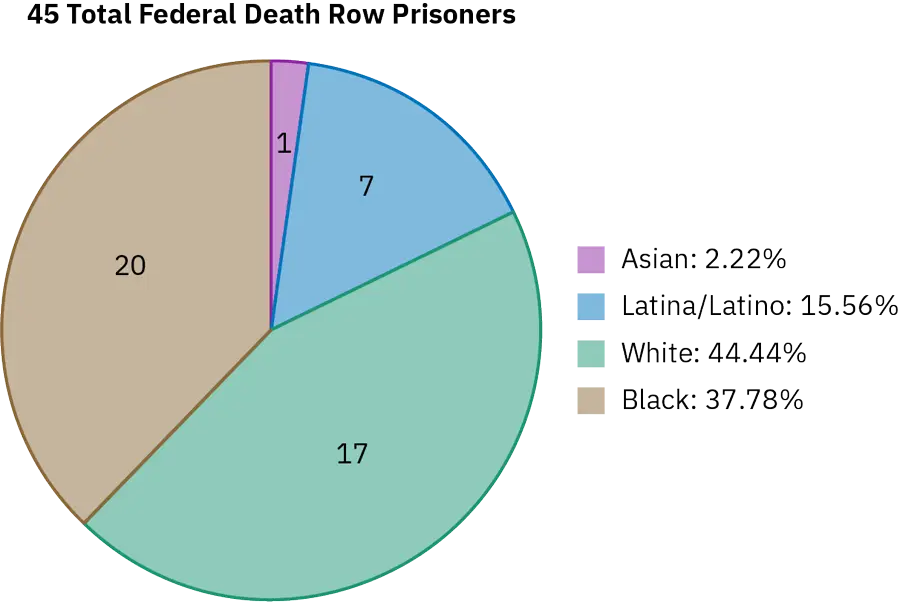 45 Total Federal Death Row Prisoners
1
7
20
17
Asian: 2.22%
Latina/Latino: 15.56%
White: 44.44%
Black: 37.78%